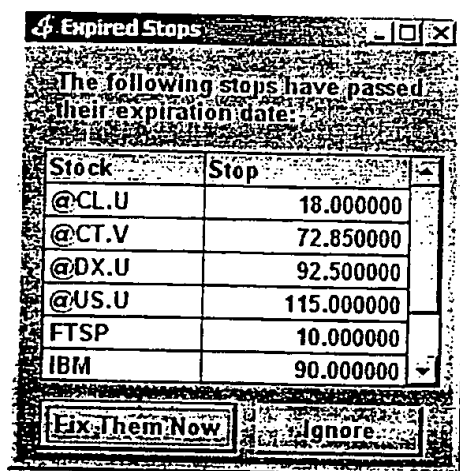 Expired Stops
The following stops have passed
their expiration date:
Stock Stop
@CL.U 18.000000
@CT.V 72.850000
@DX.U 92.500000
@US.U 115.000000
FTSP 10.000000
IBM 90.000000
Fix Them Now Ignore